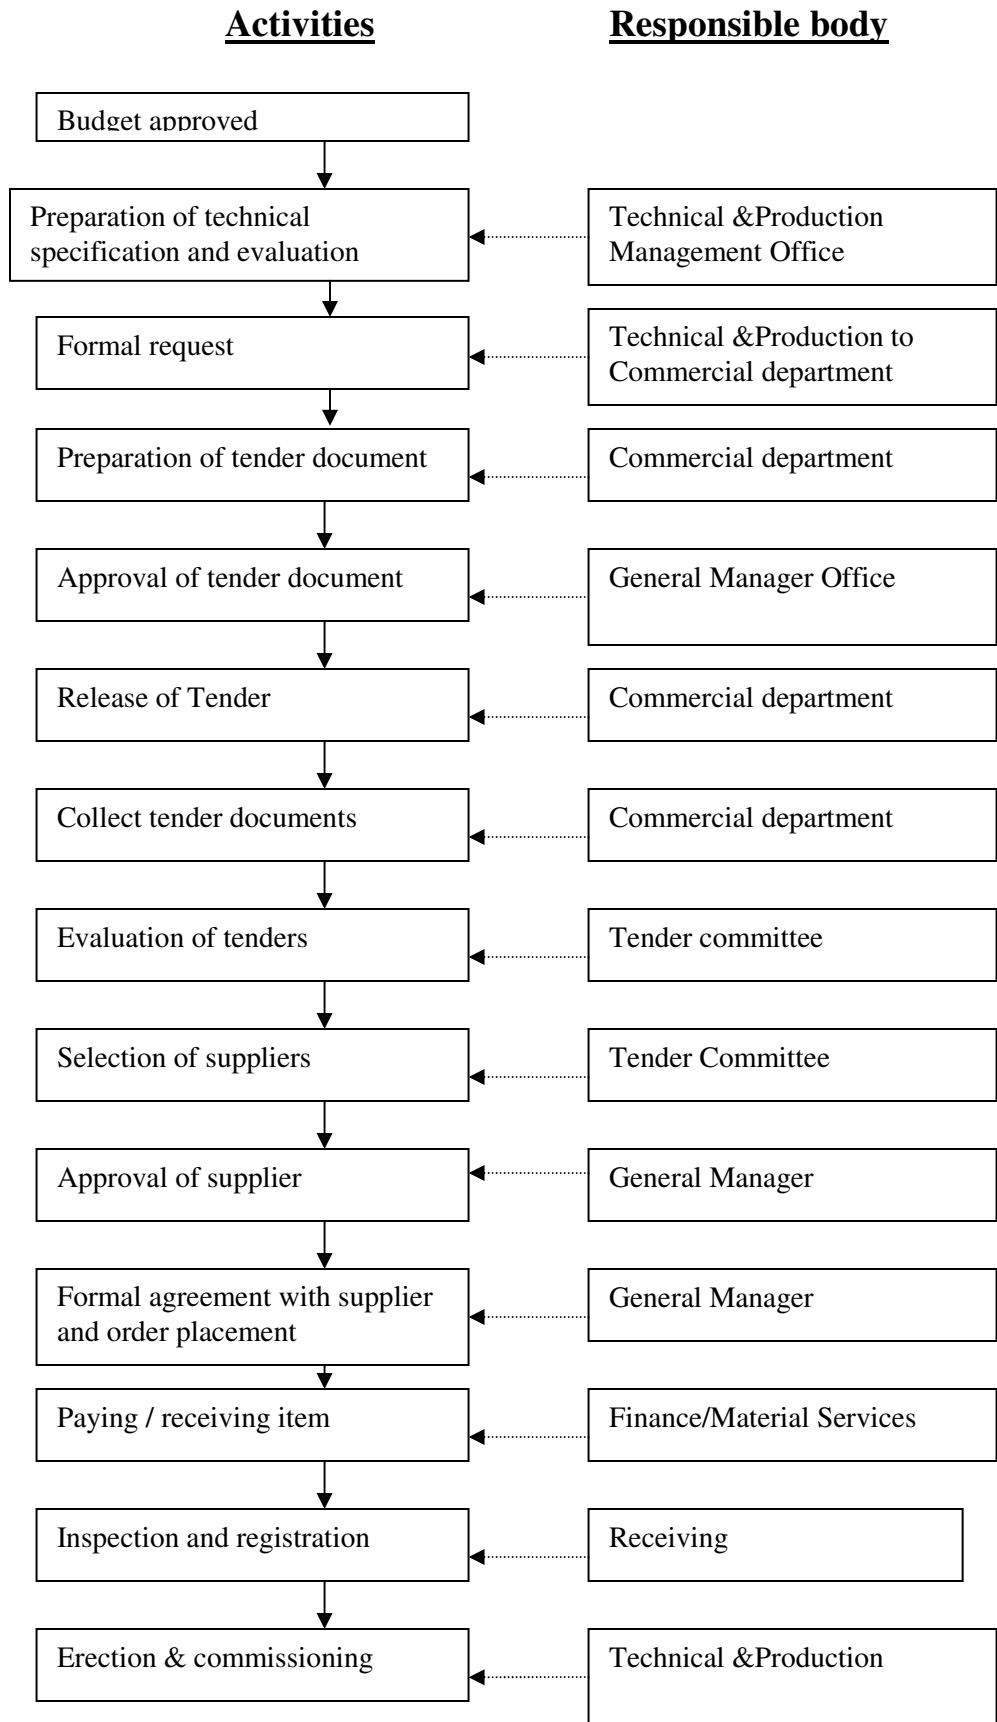 Activities Responsible body
Budget approved
Preparation of technical
specification and evaluation
Technical &Production
Management Office
Formal request
Technical &Production to
Commercial department
Preparation of tender document
Commercial department
Approval of tender document
General Manager Office
Release of Tender
Commercial department
Collect tender documents
Commercial department
Evaluation of tenders
Tender committee
Selection of suppliers
Tender Committee
Approval of supplier
General Manager
Formal agreement with supplier
and order placement
General Manager
Paying / receiving item
Finance/Material Services
Inspection and registration
Receiving
Erection & commissioning
Technical &Production